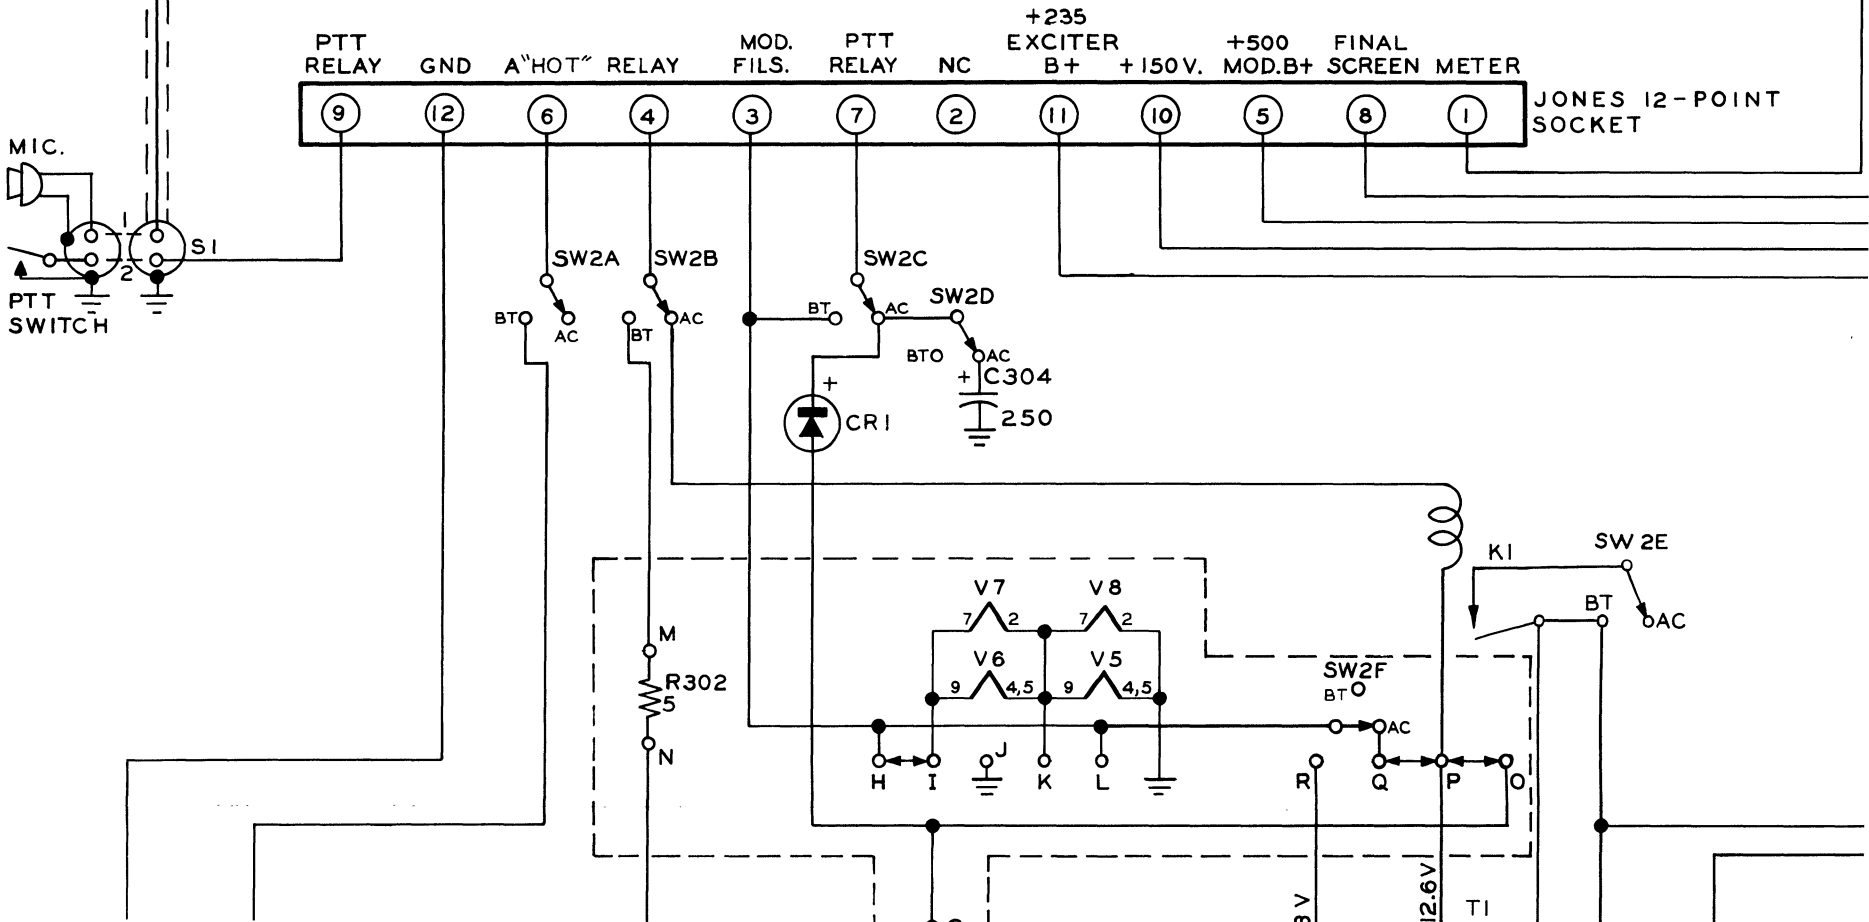 +235
PTT MOD. PTT EXCITER +500 FINAL
RELAY GND A"HOT" RELAY FILS. RELAY NC B+ +150V. MOD.B+ SCREEN METER
9 12 6 4 3 7 2 11 10 5 8 1
JONES 12-POINT
SOCKET
MIC.
1
S1
2
PTT
SWITCH
SW2A SW2B SW2C
SW2D
BT AC BT AC BT AC
BTO AC
+ C304
250
+
CR1
K1
SW 2E
BT AC
V7 V8
7 2 7 2
V6 V5
9 4,5 9 4,5
M
R302
5
N
SW2F
BT
AC
H I J K L R Q P O
12.6V
T1